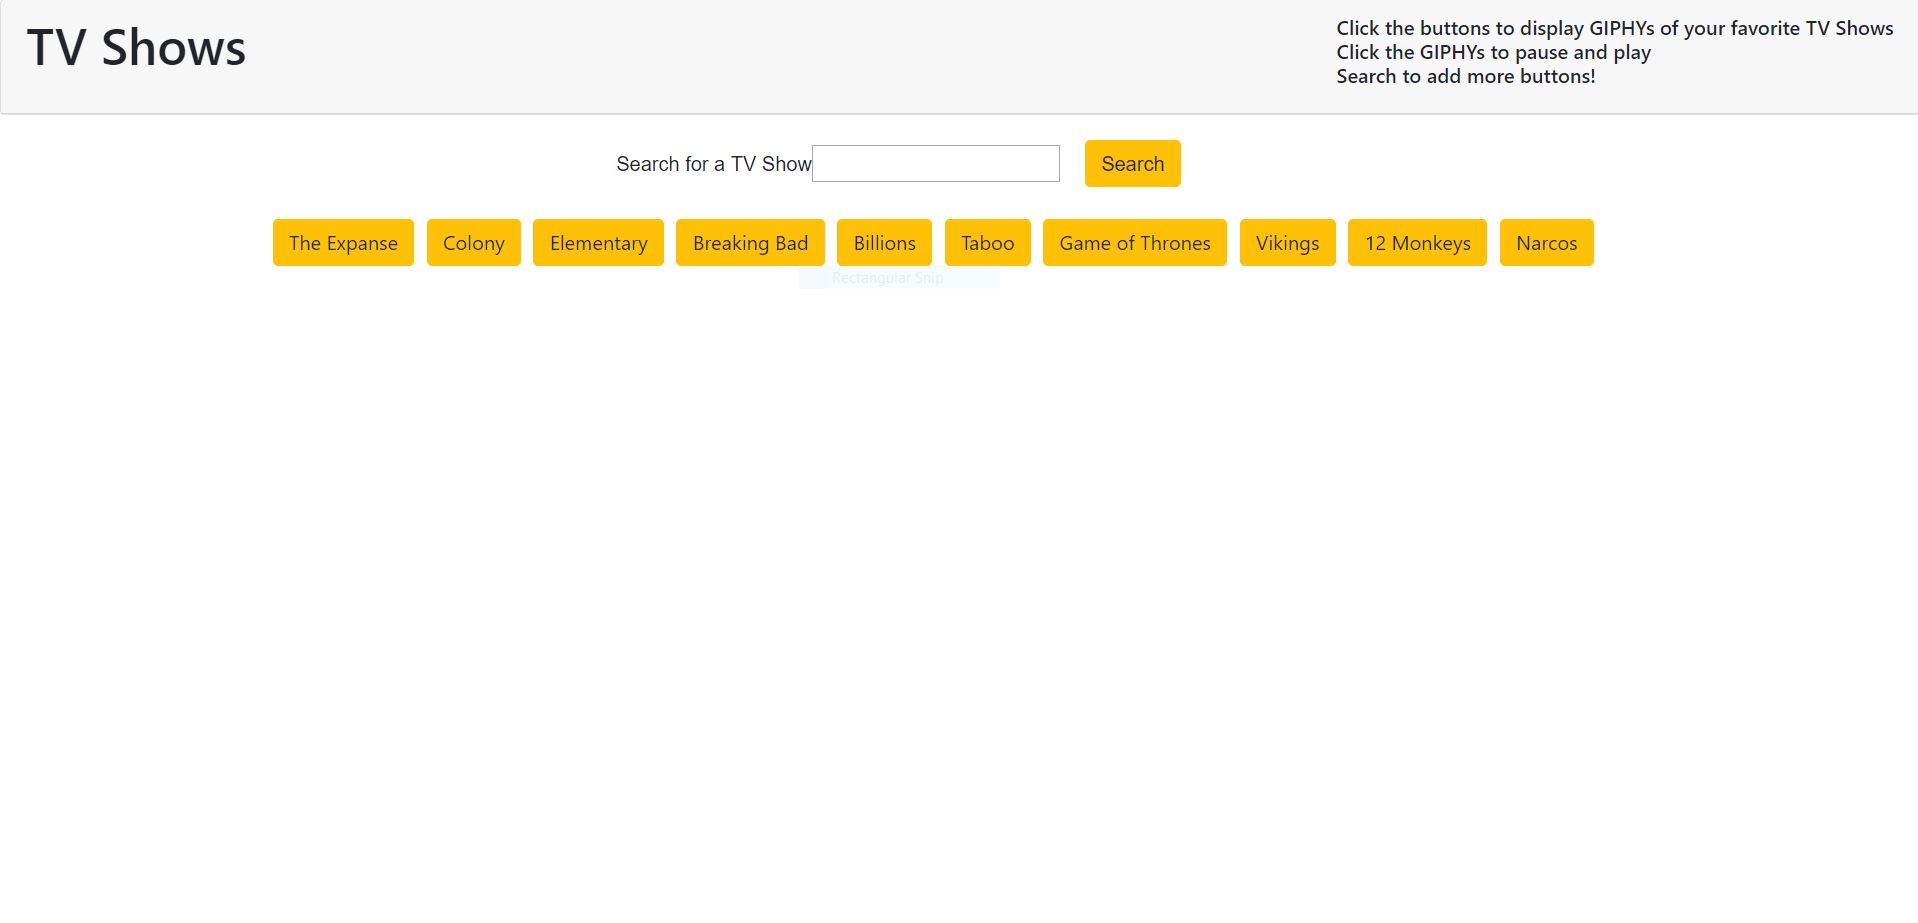 TV Shows
Click the buttons to display GIPHYs of your favorite TV Shows
Click the GIPHYs to pause and play
Search to add more buttons!
Search for a TV Show
Search
The Expanse Colony Elementary Breaking Bad Billions Taboo Game of Thrones Vikings 12 Monkeys Narcos
Rectangular Snip